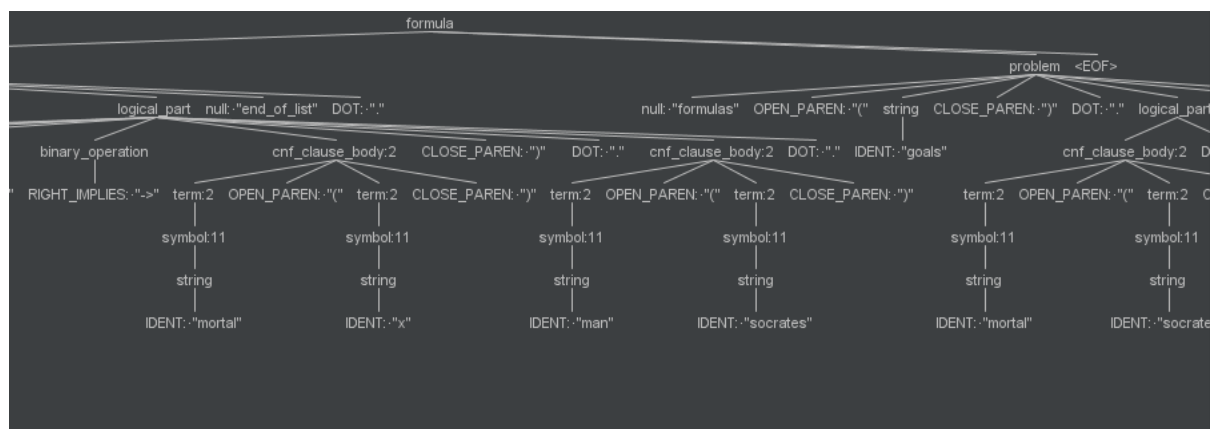 formula
problem <EOF>
logical_part null:·"end_of_list" DOT:·"." null:·"formulas" OPEN_PAREN:·"(" string CLOSE_PAREN:·")" DOT:·"." logical_part
binary_operation cnf_clause_body:2 CLOSE_PAREN:·")" DOT:·"." cnf_clause_body:2 DOT:·"." IDENT:·"goals" cnf_clause_body:2 D
" RIGHT_IMPLIES:·"->" term:2 OPEN_PAREN:·"(" term:2 CLOSE_PAREN:·")" term:2 OPEN_PAREN:·"(" term:2 CLOSE_PAREN:·")" term:2 OPEN_PAREN:·"(" term:2 C
symbol:11 symbol:11 symbol:11 symbol:11 symbol:11 symbol:11
string string string string string string
IDENT:·"mortal" IDENT:·"x" IDENT:·"man" IDENT:·"socrates" IDENT:·"mortal" IDENT:·"socrate